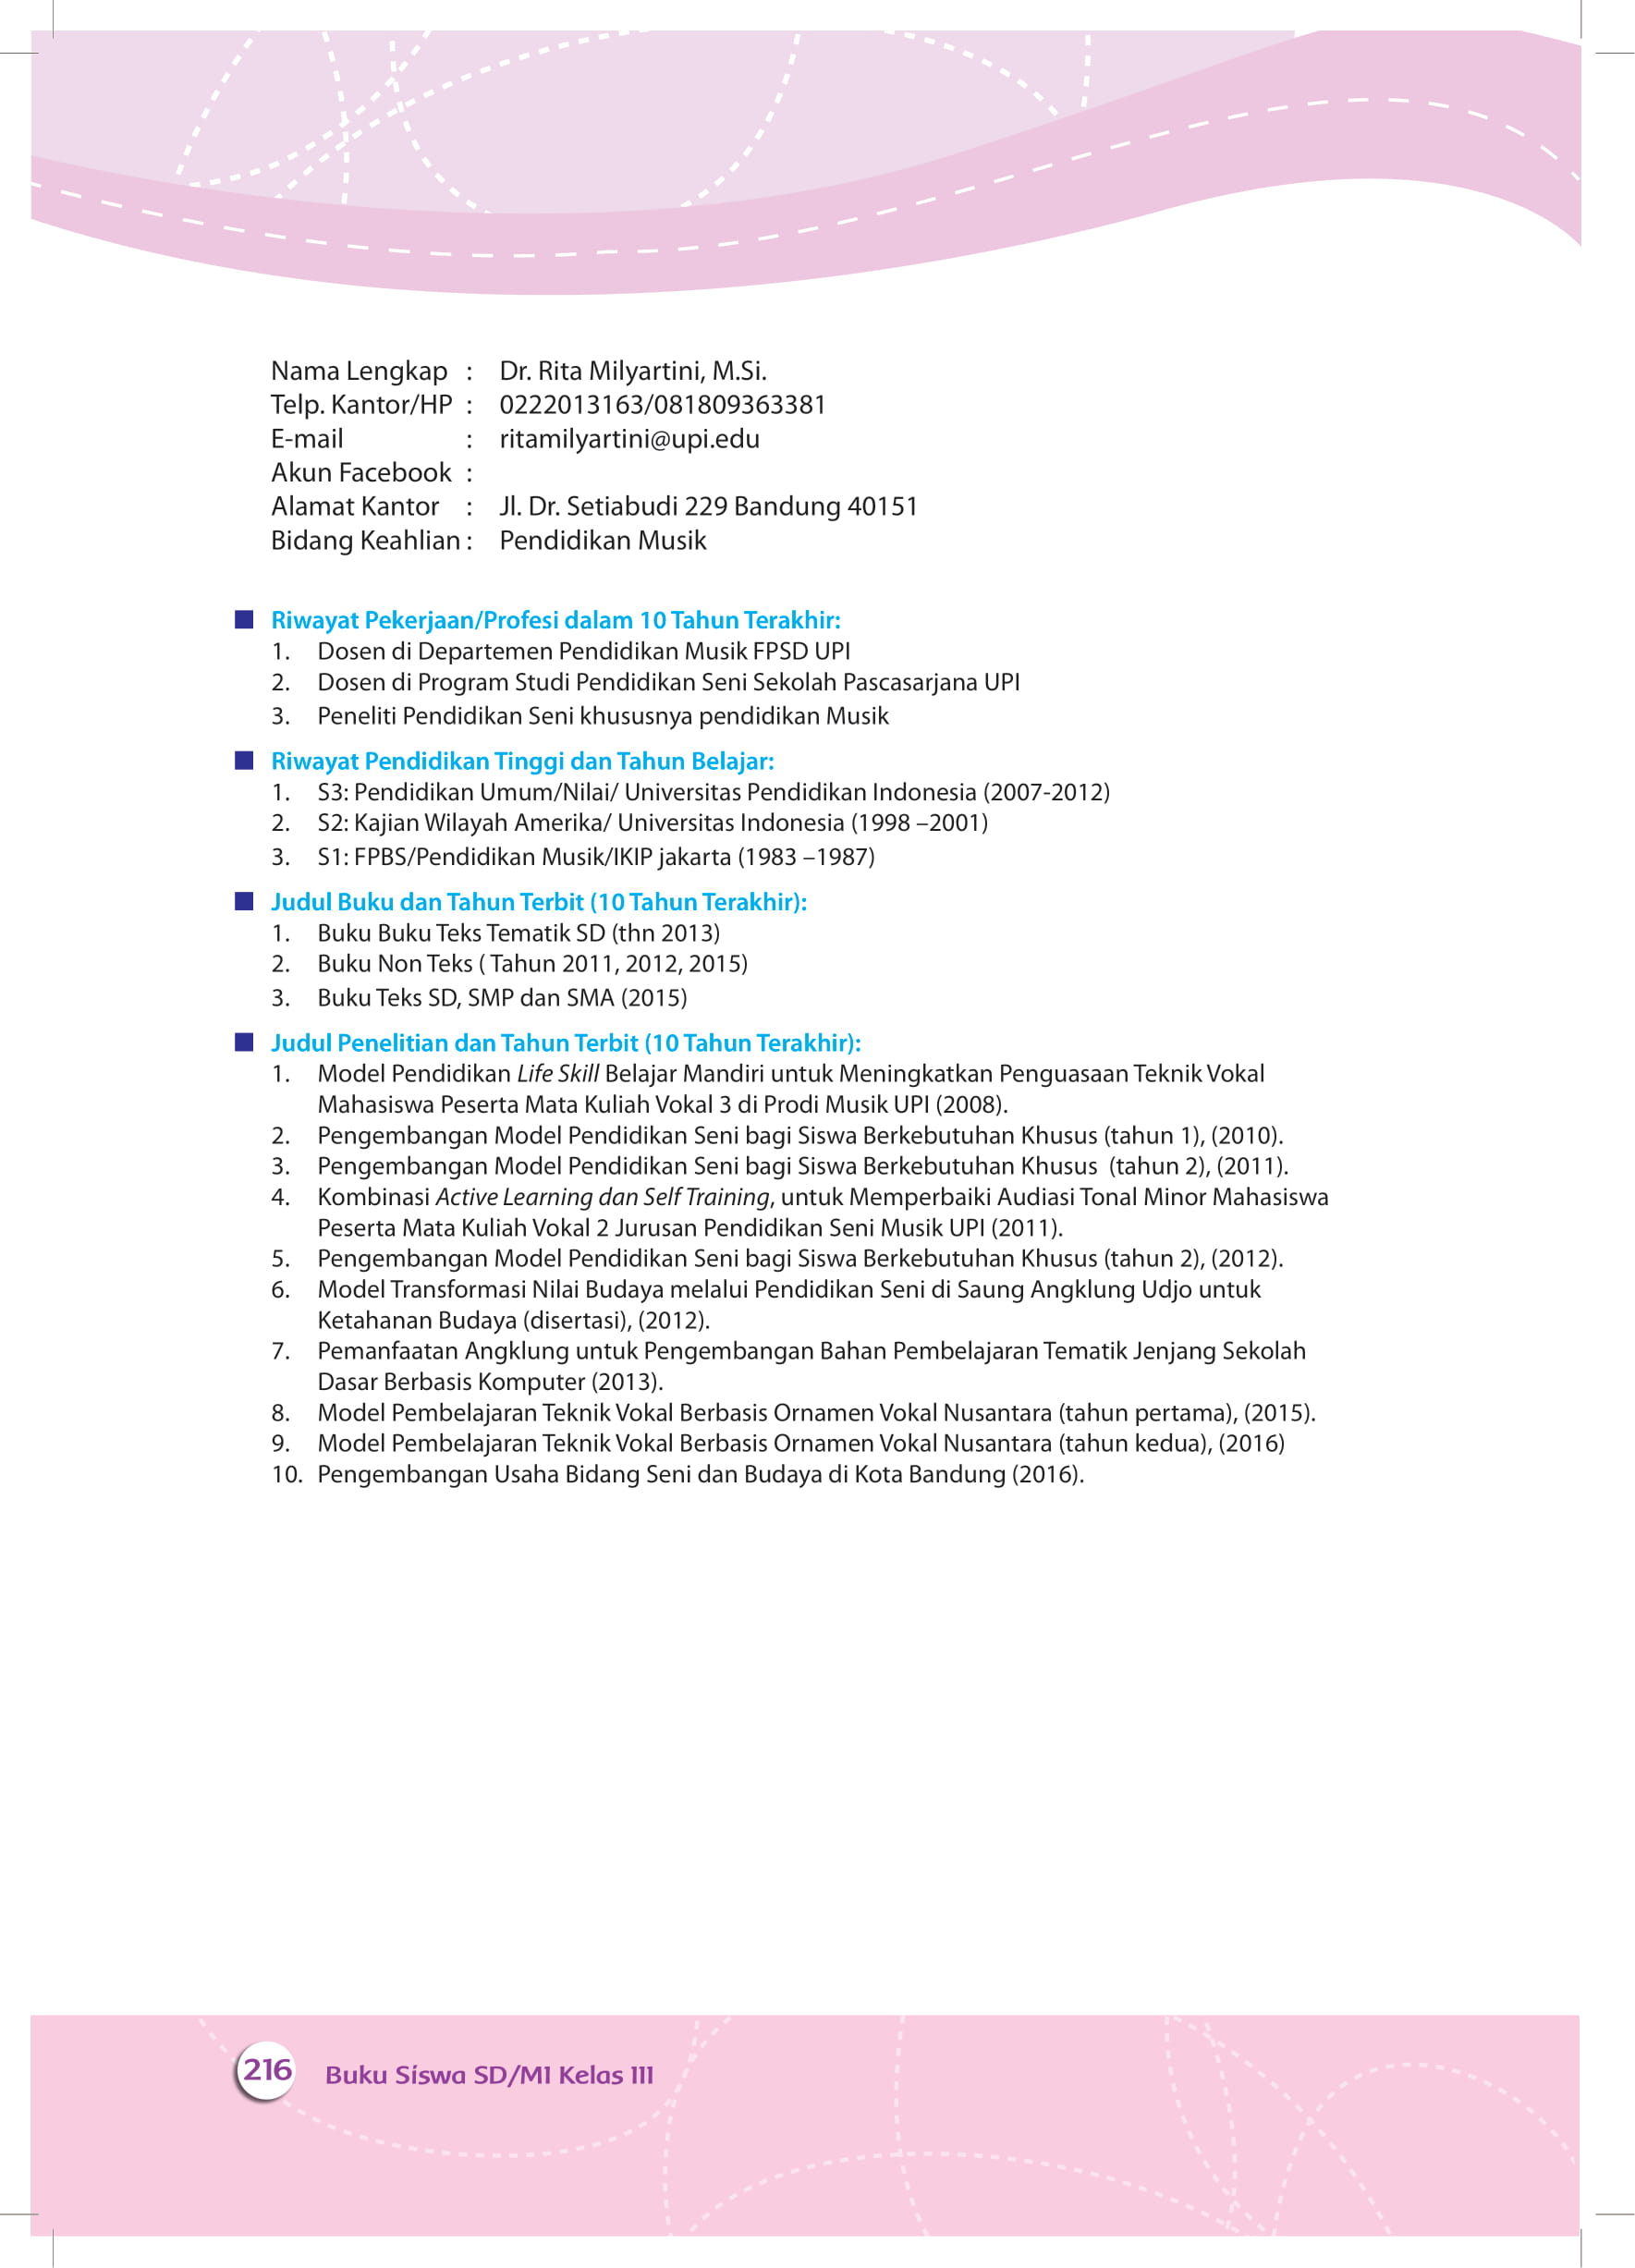 Nama Lengkap : Dr. Rita Milyartini, M.Si.
Telp. Kantor/HP : 0222013163/081809363381
E-mail : ritamilyartini@upi.edu
Akun Facebook :
Alamat Kantor : Jl. Dr. Setiabudi 229 Bandung 40151
Bidang Keahlian : Pendidikan Musik
Riwayat Pekerjaan/Profesi dalam 10 Tahun Terakhir:
1. Dosen di Departemen Pendidikan Musik FPSD UPI
2. Dosen di Program Studi Pendidikan Seni Sekolah Pascasarjana UPI
3. Peneliti Pendidikan Seni khususnya pendidikan Musik
Riwayat Pendidikan Tinggi dan Tahun Belajar:
1. S3: Pendidikan Umum/Nilai/ Universitas Pendidikan Indonesia (2007-2012)
2. S2: Kajian Wilayah Amerika/ Universitas Indonesia (1998 –2001)
3. S1: FPBS/Pendidikan Musik/IKIP jakarta (1983 –1987)
Judul Buku dan Tahun Terbit (10 Tahun Terakhir):
1. Buku Buku Teks Tematik SD (thn 2013)
2. Buku Non Teks ( Tahun 2011, 2012, 2015)
3. Buku Teks SD, SMP dan SMA (2015)
Judul Penelitian dan Tahun Terbit (10 Tahun Terakhir):
1. Model Pendidikan Life Skill Belajar Mandiri untuk Meningkatkan Penguasaan Teknik Vokal
Mahasiswa Peserta Mata Kuliah Vokal 3 di Prodi Musik UPI (2008).
2. Pengembangan Model Pendidikan Seni bagi Siswa Berkebutuhan Khusus (tahun 1), (2010).
3. Pengembangan Model Pendidikan Seni bagi Siswa Berkebutuhan Khusus (tahun 2), (2011).
4. Kombinasi Active Learning dan Self Training, untuk Memperbaiki Audiasi Tonal Minor Mahasiswa
Peserta Mata Kuliah Vokal 2 Jurusan Pendidikan Seni Musik UPI (2011).
5. Pengembangan Model Pendidikan Seni bagi Siswa Berkebutuhan Khusus (tahun 2), (2012).
6. Model Transformasi Nilai Budaya melalui Pendidikan Seni di Saung Angklung Udjo untuk
Ketahanan Budaya (disertasi), (2012).
7. Pemanfaatan Angklung untuk Pengembangan Bahan Pembelajaran Tematik Jenjang Sekolah
Dasar Berbasis Komputer (2013).
8. Model Pembelajaran Teknik Vokal Berbasis Ornamen Vokal Nusantara (tahun pertama), (2015).
9. Model Pembelajaran Teknik Vokal Berbasis Ornamen Vokal Nusantara (tahun kedua), (2016)
10. Pengembangan Usaha Bidang Seni dan Budaya di Kota Bandung (2016).
216 Buku Siswa SD/MI Kelas III